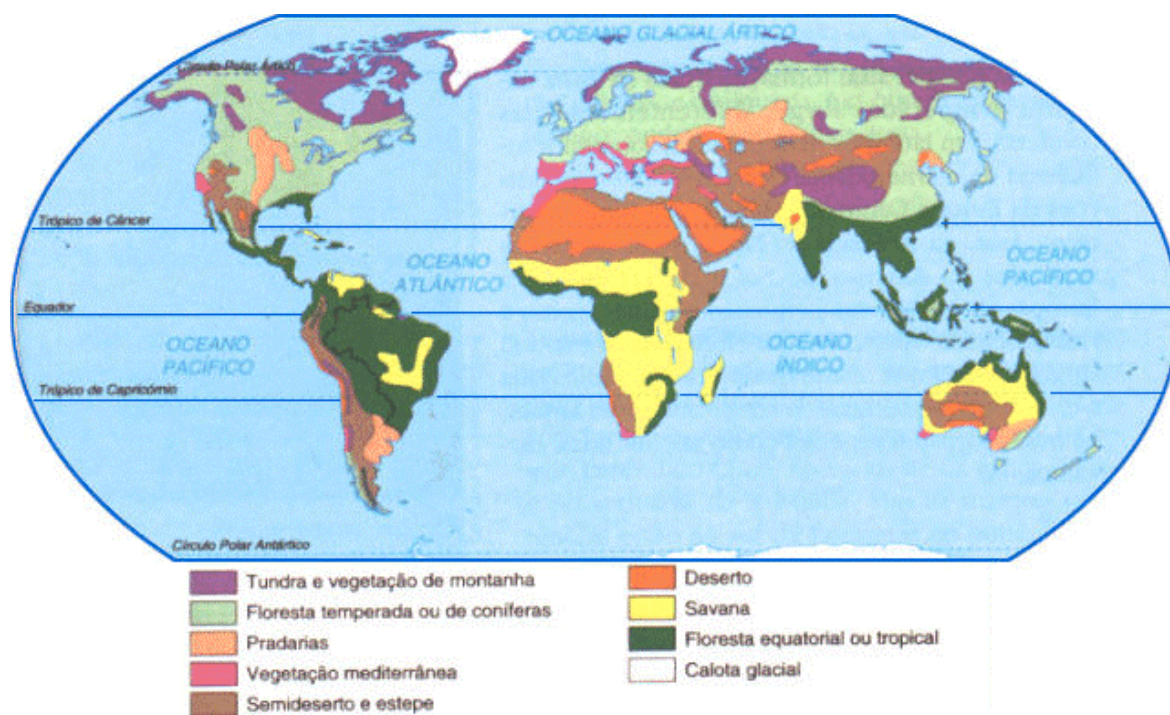 OCEANO GLACIAL ÁRTICO
Círculo Polar Ártico
Trópico de Câncer
OCEANO
ATLÂNTICO
OCEANO
PACÍFICO
Equador
OCEANO
PACÍFICO
OCEANO
ÍNDICO
Trópico de Capricórnio
Círculo Polar Antártico
Tundra e vegetação de montanha
Floresta temperada ou de coníferas
Pradarias
Vegetação mediterrânea
Semideserto e estepe
Deserto
Savana
Floresta equatorial ou tropical
Calota glacial